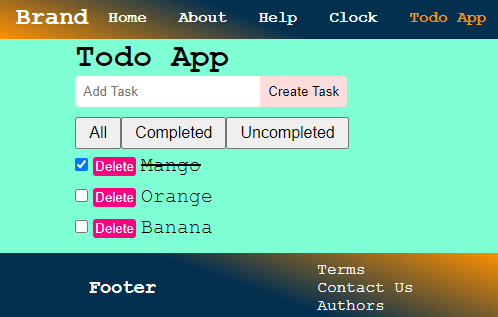 Brand Home About Help Clock Todo App
Todo App
Add Task Create Task
All Completed Uncompleted
Delete Mango
Delete Orange
Delete Banana
Terms
Footer Contact Us
Authors